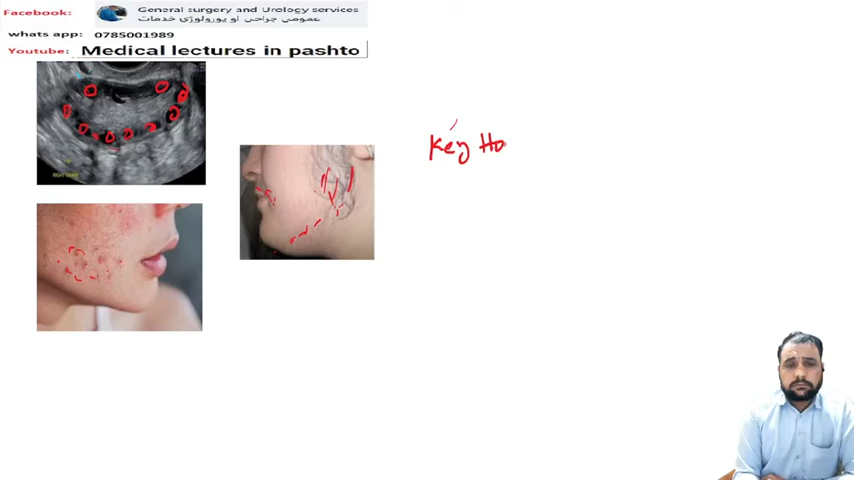 Facebook: General surgery and Urology services
عمومي جراحي او یورولوژي خدمات
whats app: 0785001989
Youtube: Medical lectures in pashto
Key Ho